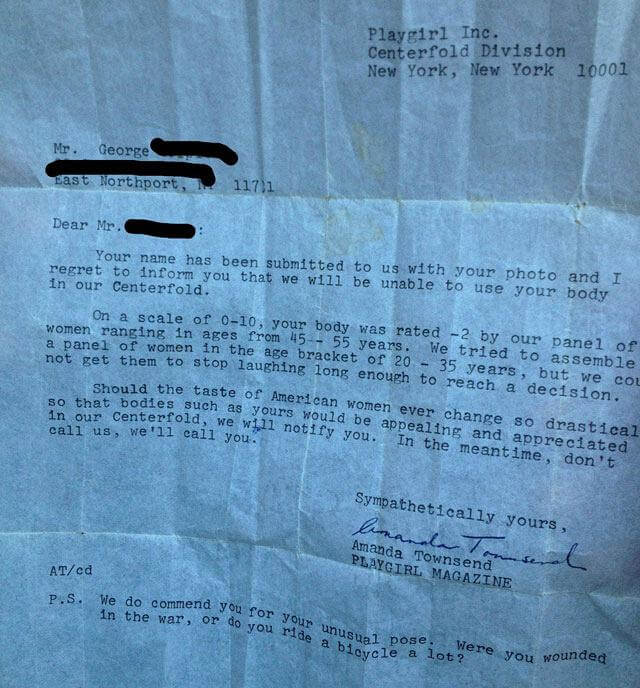 Playgirl Inc.
Centerfold Division
New York, New York 10001
Mr. George
East Northport, 11731
Dear Mr. :
Your name has been submitted to us with your photo and I
regret to inform you that we will be unable to use your body
in our Centerfold.
On a scale of 0-10, your body was rated -2 by our panel of
women ranging in ages from 45-- 55 years. We tried to assemble
a panel of women in the age bracket of 20 - 35 years, but we co
not get them to stop laughing long enough to reach a decision.
Should the taste of American women ever change so drastical
so that bodies such as yours would be appealing and appreciated
in our Centerfold, we will notify you. In the meantime, don't
call us, we'll call you.
Sympathetically yours,
Amanda Townsend
Amanda Townsend
PLAYGIRL MAGAZINE
AT/cd
P.S. We do commend you for your unusual pose. Were you wounded
in the war, or do you ride a bicycle a lot?